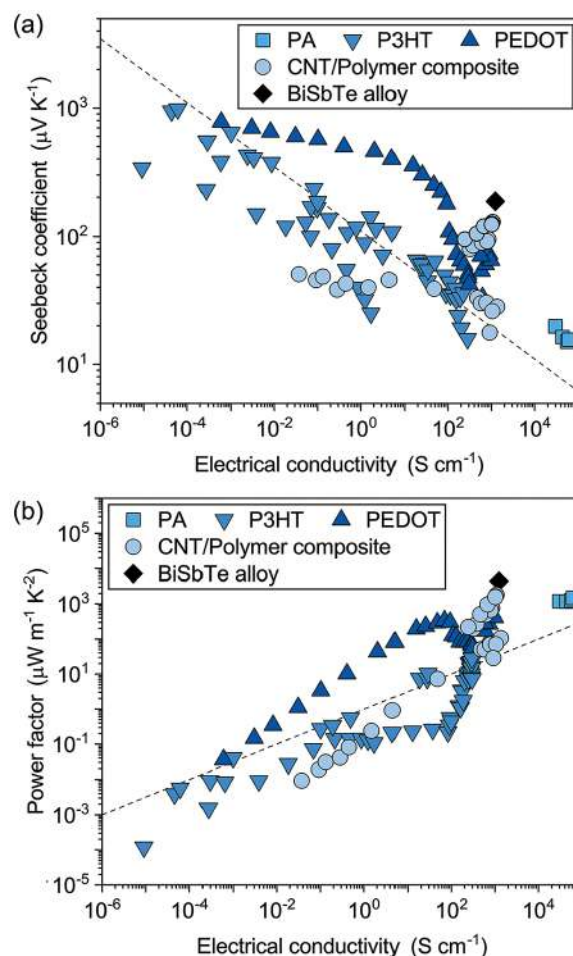 (a)
PA P3HT PEDOT
CNT/Polymer composite
BiSbTe alloy
Seebeck coefficient (μV K⁻¹)
10³
10²
10¹
10⁻⁶ 10⁻⁴ 10⁻² 10⁰ 10² 10⁴
Electrical conductivity (S cm⁻¹)
(b)
PA P3HT PEDOT
CNT/Polymer composite
BiSbTe alloy
Power factor (μW m⁻¹ K⁻²)
10⁵
10³
10¹
10⁻¹
10⁻³
10⁻⁵
10⁻⁶ 10⁻⁴ 10⁻² 10⁰ 10² 10⁴
Electrical conductivity (S cm⁻¹)